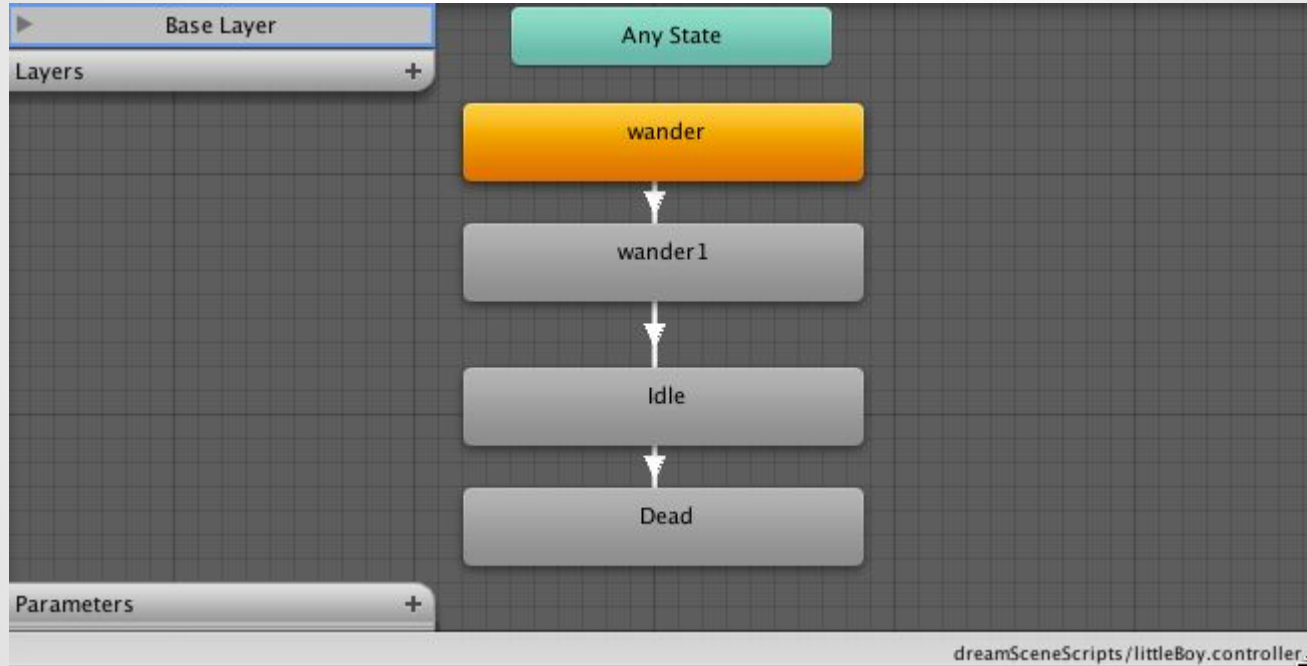 Base Layer
Layers +
Any State
wander
wander1
Idle
Dead
Parameters +
dreamSceneScripts/littleBoy.controller